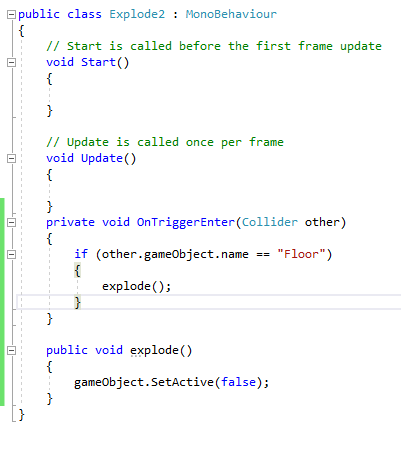 public class Explode2 : MonoBehaviour
{
// Start is called before the first frame update
void Start()
{
}
// Update is called once per frame
void Update()
{
}
private void OnTriggerEnter(Collider other)
{
if (other.gameObject.name == "Floor")
{
explode();
}
}
public void explode()
{
gameObject.SetActive(false);
}
}